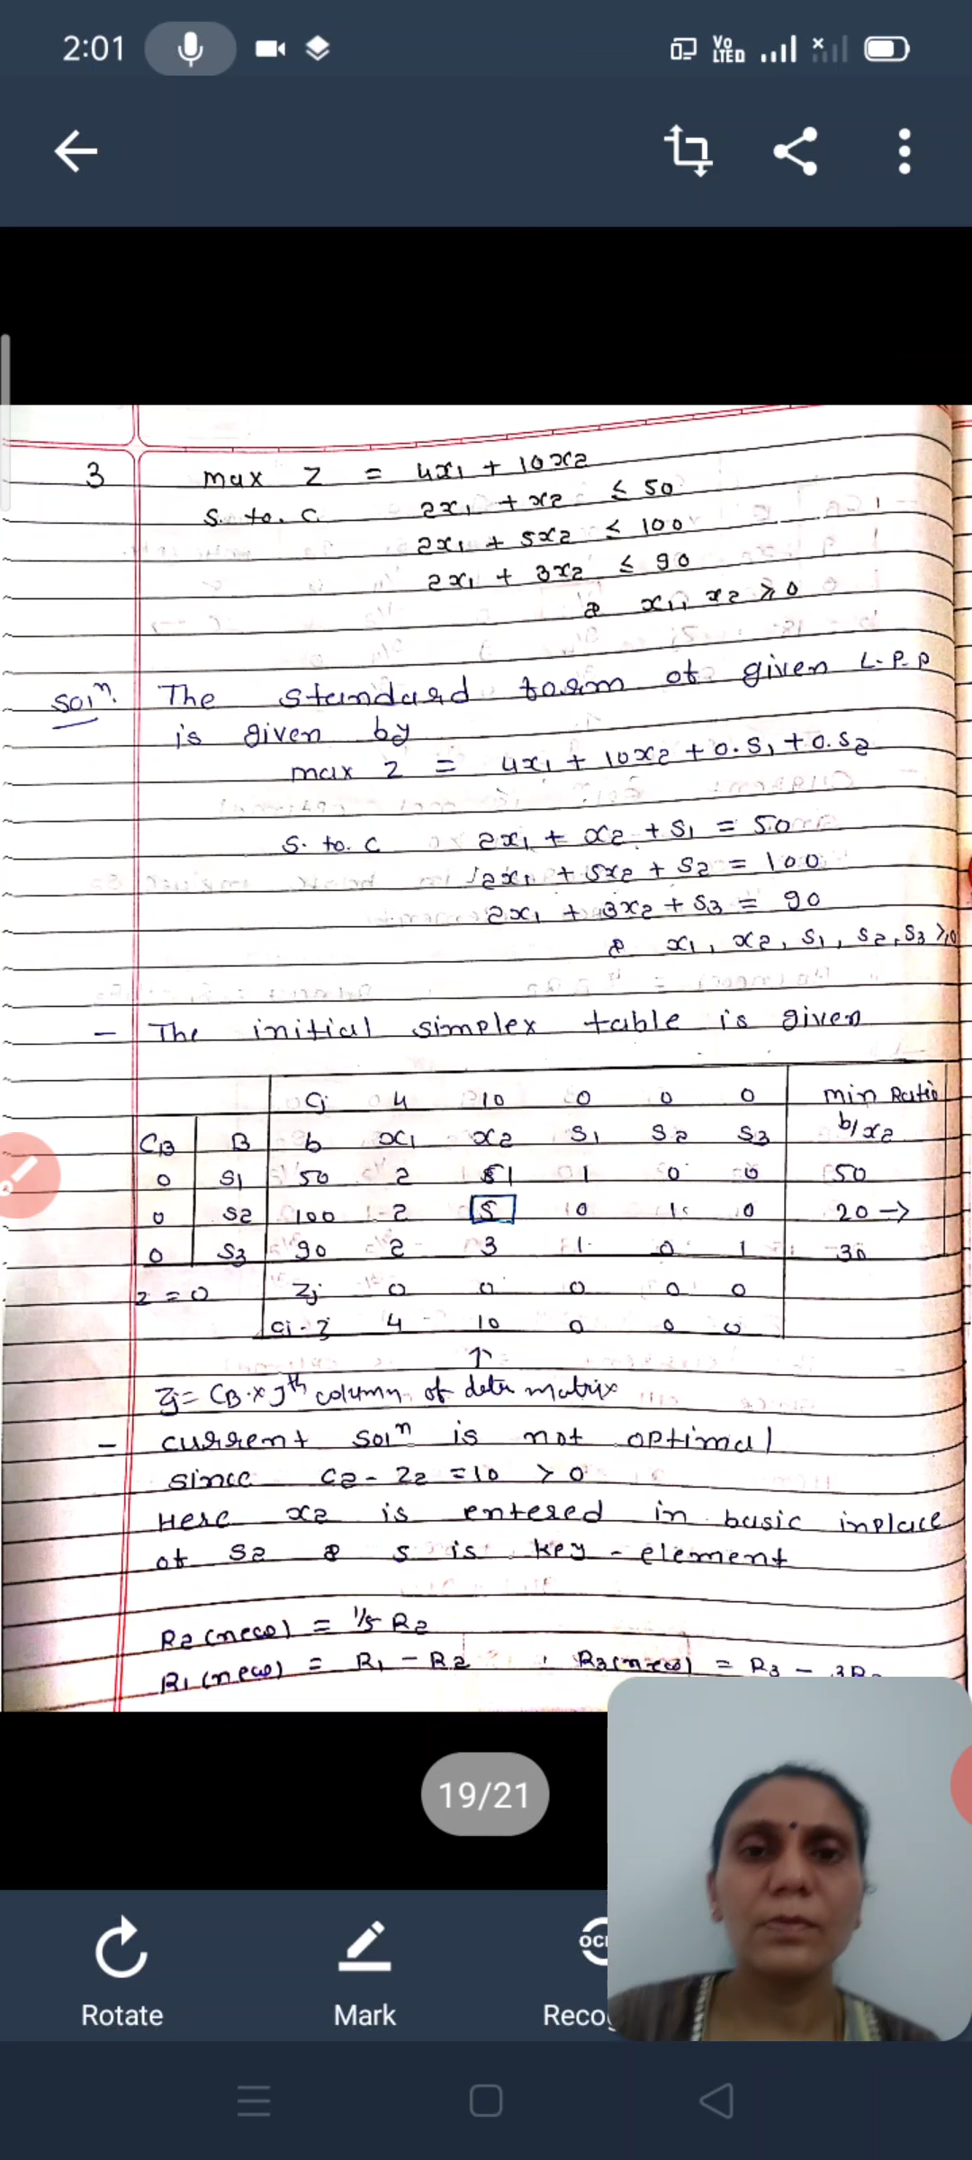 2:01
Vo LTE
3 max Z = 4x1 + 10x2
S. to. C. 2x1 + x2 ≤ 50
2x1 + 5x2 ≤ 100
2x1 + 3x2 ≤ 90
& x1, x2 ≥ 0
Soln. The standard form of given L.P.P
is given by
max Z = 4x1 + 10x2 + 0.S1 + 0.S2
S. to. C 2x1 + x2 + S1 = 50
2x1 + 5x2 + S2 = 100
2x1 + 3x2 + S3 = 90
& x1, x2, S1, S2, S3 ≥0
- The initial simplex table is given
Cj 4 10 0 0 0 min Ratio
CB B b x1 x2 S1 S2 S3 b/x2
0 S1 50 2 1 1 0 0 50
0 S2 100 2 5 0 1 0 20 →
0 S3 90 2 3 1 0 1 30
Z = 0 Zj 0 0 0 0 0
Cj - Zj 4 10 0 0 0
↑
Zj = CB × jth column of data matrix
- current soln is not optimal
since C2 - Z2 = 10 > 0
Here x2 is entered in basic inplace
of S2 & 5 is key - element
R2(new) = 1/5 R2
R1(new) = R1 - R2 , R3(new) = R3 - 3R2
19/21
Rotate
Mark